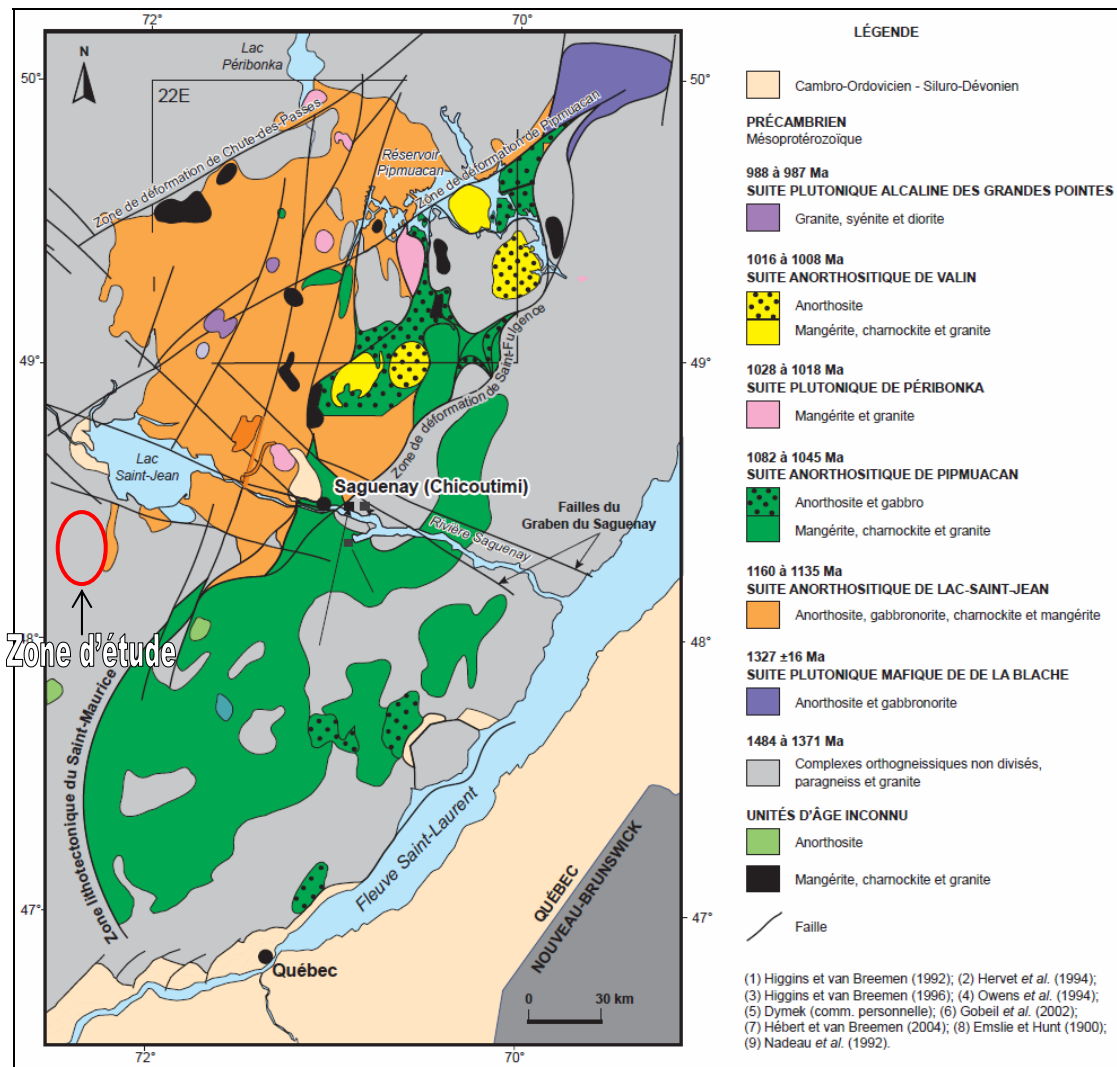 72°
70°
Lac
Péribonka
N
50°
50°
22E
Zone de déformation de Chute-des-Passes
Réservoir
Pipmuacan
Zone de déformation de Pipmuacan
49°
49°
Zone de déformation de Saint-Fulgence
Lac
Saint-Jean
Saguenay (Chicoutimi)
Failles du
Graben du Saguenay
Rivière Saguenay
48°
48°
Zone d'étude
Zone lithotectonique du Saint-Maurice
Fleuve Saint-Laurent
QUÉBEC
NOUVEAU-BRUNSWICK
47°
47°
Québec
0 30 km
72°
70°
LÉGENDE
Cambro-Ordovicien - Siluro-Dévonien
PRÉCAMBRIEN
Mésoprotérozoïque
988 à 987 Ma
SUITE PLUTONIQUE ALCALINE DES GRANDES POINTES
Granite, syénite et diorite
1016 à 1008 Ma
SUITE ANORTHOSITIQUE DE VALIN
Anorthosite
Mangérite, charnockite et granite
1028 à 1018 Ma
SUITE PLUTONIQUE DE PÉRIBONKA
Mangérite et granite
1082 à 1045 Ma
SUITE ANORTHOSITIQUE DE PIPMUACAN
Anorthosite et gabbro
Mangérite, charnockite et granite
1160 à 1135 Ma
SUITE ANORTHOSITIQUE DE LAC-SAINT-JEAN
Anorthosite, gabbronorite, charnockite et mangérite
1327 ±16 Ma
SUITE PLUTONIQUE MAFIQUE DE DE LA BLACHE
Anorthosite et gabbronorite
1484 à 1371 Ma
Complexes orthogneissiques non divisés,
paragneiss et granite
UNITÉS D'ÂGE INCONNU
Anorthosite
Mangérite, charnockite et granite
Faille
(1) Higgins et van Breemen (1992); (2) Hervet et al. (1994);
(3) Higgins et van Breemen (1996); (4) Owens et al. (1994);
(5) Dymek (comm. personnelle); (6) Gobeil et al. (2002);
(7) Hébert et van Breemen (2004); (8) Emslie et Hunt (1900);
(9) Nadeau et al. (1992).